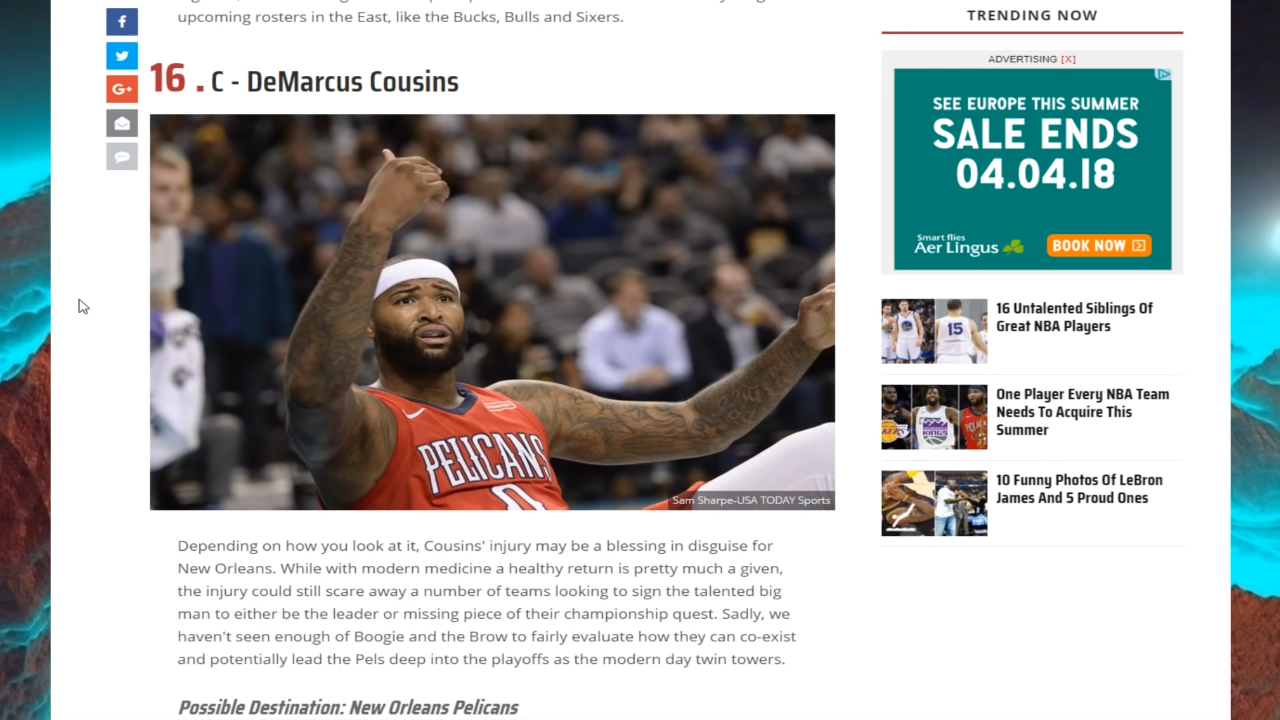 upcoming rosters in the East, like the Bucks, Bulls and Sixers.
16 . C - DeMarcus Cousins
PELICANS
0
Sam Sharpe-USA TODAY Sports
Depending on how you look at it, Cousins' injury may be a blessing in disguise for
New Orleans. While with modern medicine a healthy return is pretty much a given,
the injury could still scare away a number of teams looking to sign the talented big
man to either be the leader or missing piece of their championship quest. Sadly, we
haven't seen enough of Boogie and the Brow to fairly evaluate how they can co-exist
and potentially lead the Pels deep into the playoffs as the modern day twin towers.
Possible Destination: New Orleans Pelicans
TRENDING NOW
ADVERTISING [X]
SEE EUROPE THIS SUMMER
SALE ENDS
04.04.18
Smart flies
Aer Lingus
BOOK NOW
15
16 Untalented Siblings Of
Great NBA Players
KINGS
One Player Every NBA Team
Needs To Acquire This
Summer
10 Funny Photos Of LeBron
James And 5 Proud Ones
f
G+